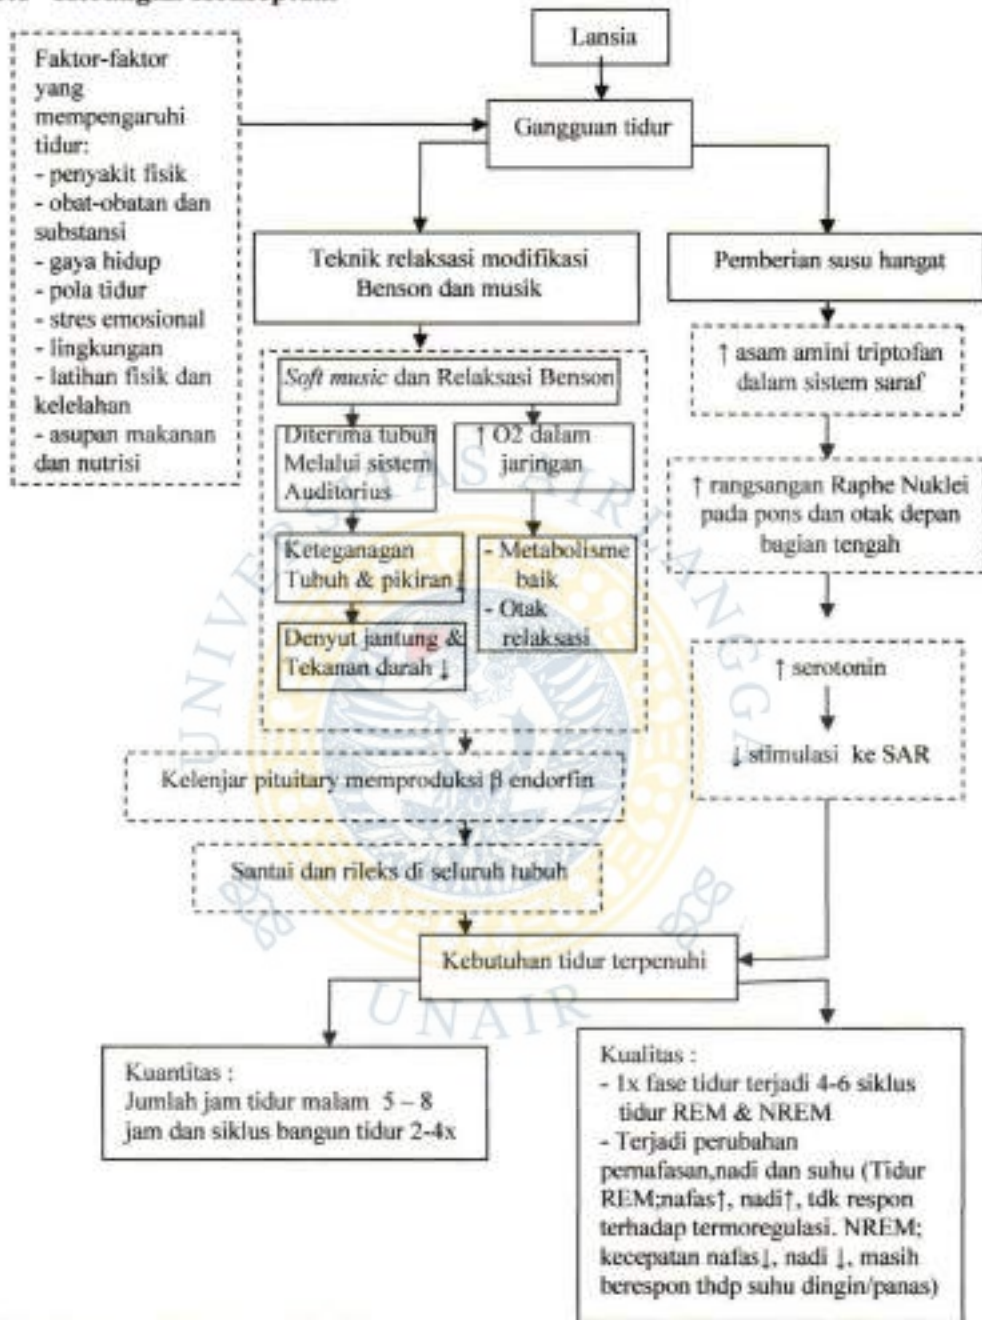 Lansia
Faktor-faktor
yang
mempengaruhi
tidur:
- penyakit fisik
- obat-obatan dan
substansi
- gaya hidup
- pola tidur
- stres emosional
- lingkungan
- latihan fisik dan
kelelahan
- asupan makanan
dan nutrisi
Gangguan tidur
Teknik relaksasi modifikasi
Benson dan musik
Pemberian susu hangat
Soft music dan Relaksasi Benson
Diterima tubuh
Melalui sistem
Auditorius
↑ O2 dalam
jaringan
Keteganagan
Tubuh & pikiran↓
- Metabolisme
baik
- Otak
relaksasi
Denyut jantung &
Tekanan darah ↓
↑ asam amini triptofan
dalam sistem saraf
↑ rangsangan Raphe Nuklei
pada pons dan otak depan
bagian tengah
↑ serotonin
↓ stimulasi ke SAR
Kelenjar pituitary memproduksi β endorfin
Santai dan rileks di seluruh tubuh
Kebutuhan tidur terpenuhi
Kuantitas :
Jumlah jam tidur malam 5 – 8
jam dan siklus bangun tidur 2-4x
Kualitas :
- 1x fase tidur terjadi 4-6 siklus
tidur REM & NREM
- Terjadi perubahan
pernafasan,nadi dan suhu (Tidur
REM;nafas↑, nadi↑, tdk respon
terhadap termoregulasi. NREM;
kecepatan nafas↓, nadi ↓, masih
berespon thdp suhu dingin/panas)
UNIVERSITAS AIRLANGGA
UNAIR